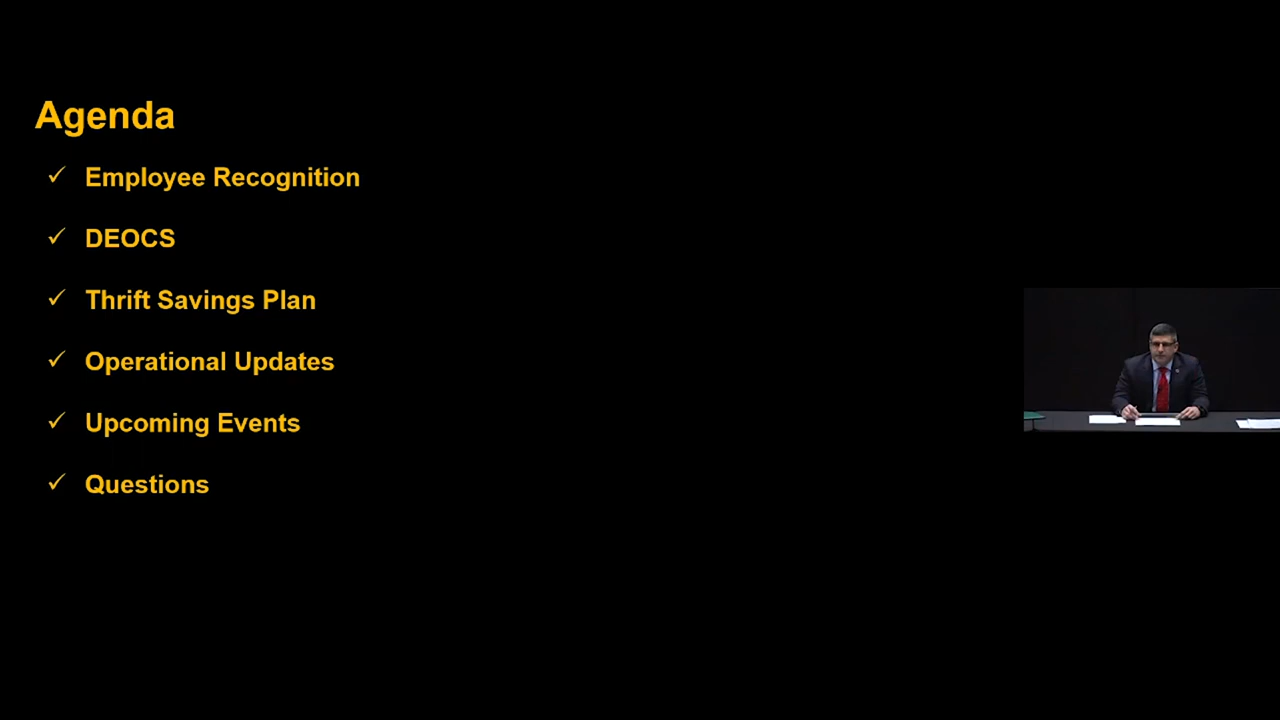 Agenda
✓ Employee Recognition
✓ DEOCS
✓ Thrift Savings Plan
✓ Operational Updates
✓ Upcoming Events
✓ Questions